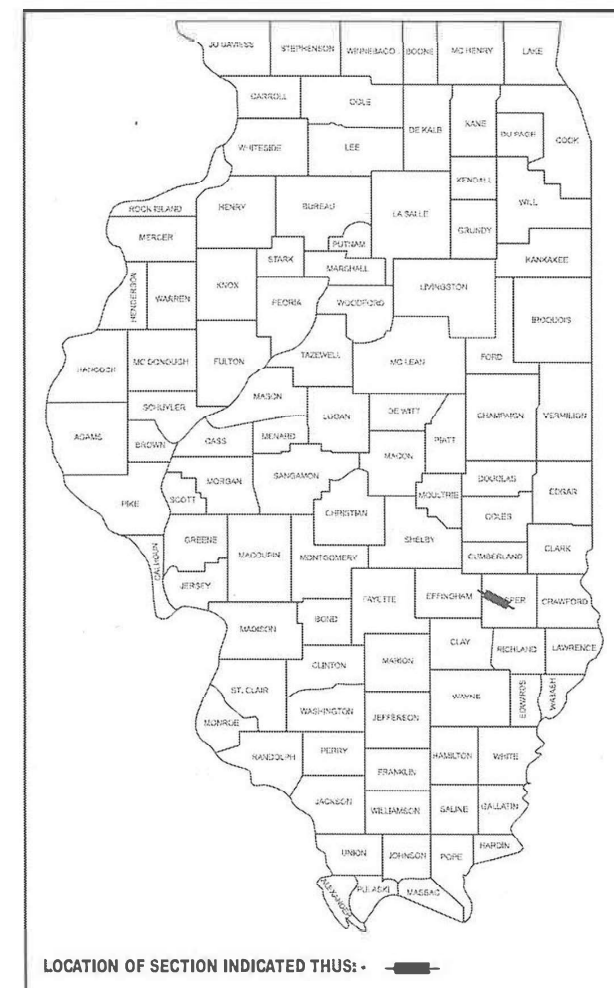 JO DAVIESS STEPHENSON WINNEBAGO BOONE MC HENRY LAKE
CARROLL OGLE DE KALB KANE DU PAGE COOK
WHITESIDE LEE
KENDALL WILL
ROCK ISLAND HENRY BUREAU LA SALLE GRUNDY
MERCER PUTNAM
STARK MARSHALL KANKAKEE
HENDERSON WARREN KNOX PEORIA WOODFORD LIVINGSTON IROQUOIS
HANCOCK MC DONOUGH FULTON TAZEWELL MC LEAN FORD
SCHUYLER MASON LOGAN DE WITT CHAMPAIGN VERMILION
ADAMS BROWN CASS MENARD MACON PIATT
PIKE SCOTT MORGAN SANGAMON CHRISTIAN MOULTRIE DOUGLAS EDGAR
COLES
CALHOUN GREENE MACOUPIN MONTGOMERY SHELBY CUMBERLAND CLARK
JERSEY FAYETTE EFFINGHAM SPER CRAWFORD
MADISON BOND
CLINTON MARION CLAY RICHLAND LAWRENCE
ST. CLAIR WAYNE EDWARDS WABASH
MONROE WASHINGTON JEFFERSON
RANDOLPH PERRY HAMILTON WHITE
FRANKLIN
JACKSON WILLIAMSON SALINE GALLATIN
UNION JOHNSON POPE HARDIN
ALEXANDER PULASKI MASSAC
LOCATION OF SECTION INDICATED THUS: -